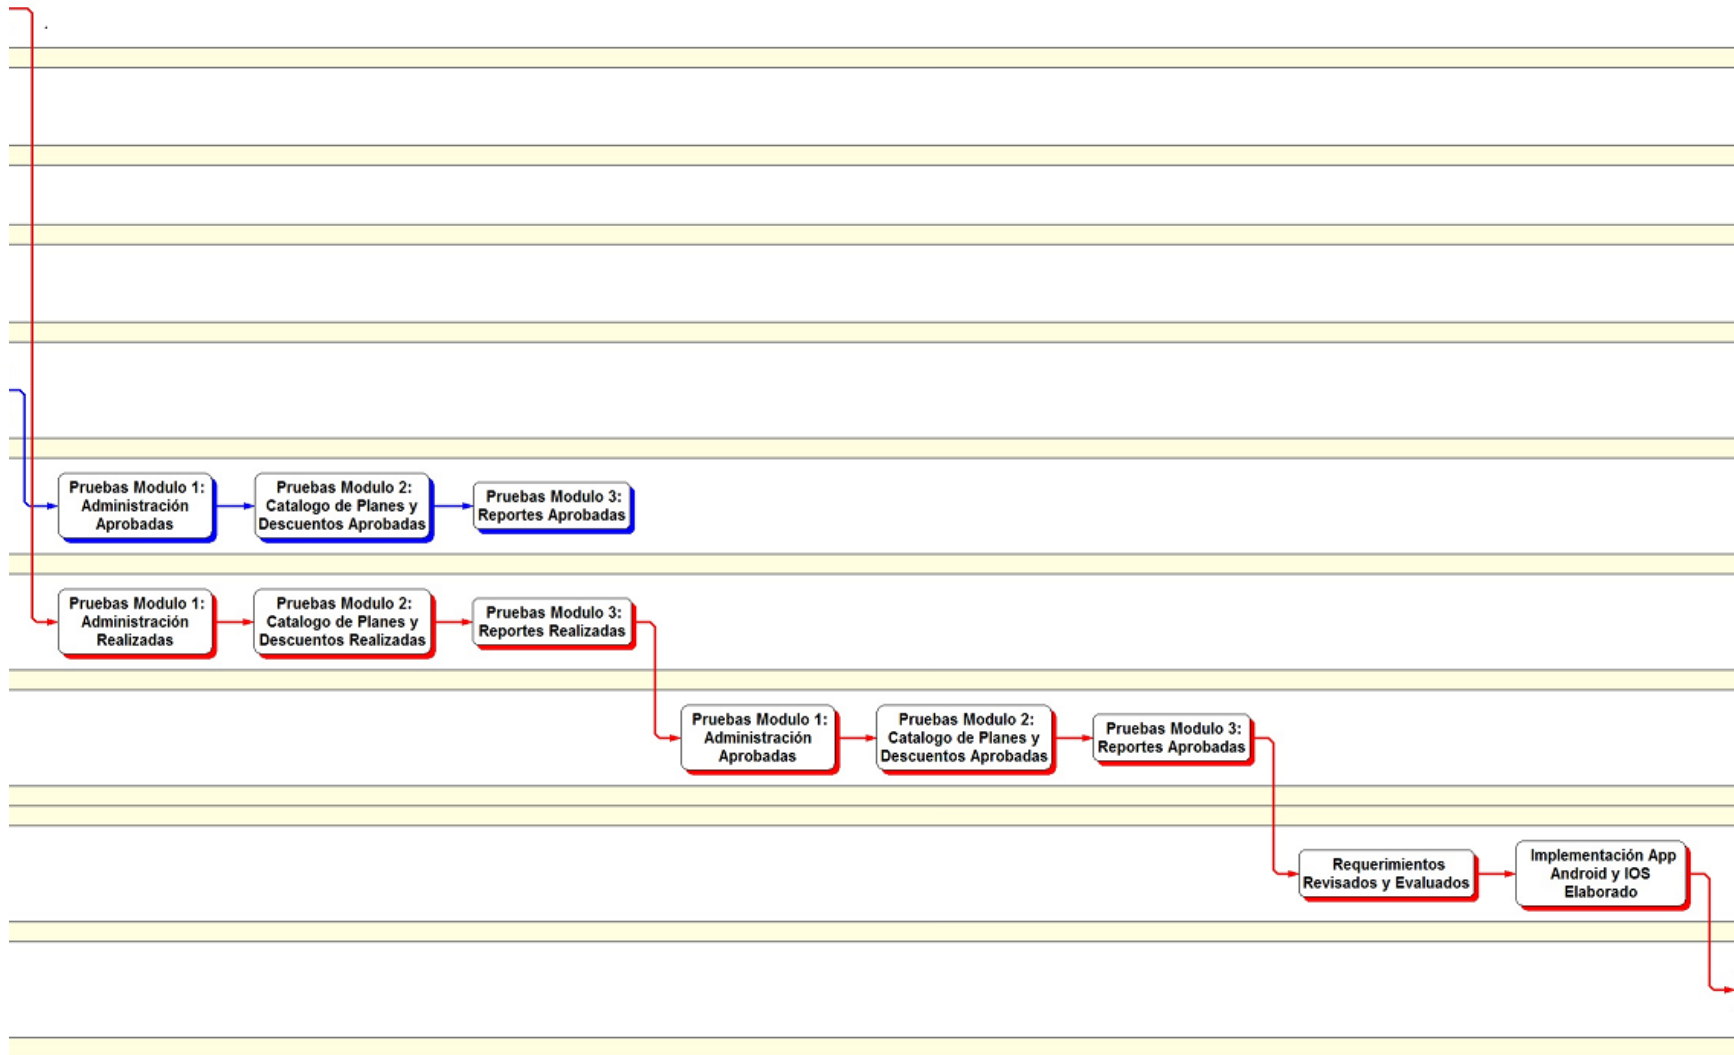 Pruebas Modulo 1:
Administración
Aprobadas
Pruebas Modulo 2:
Catalogo de Planes y
Descuentos Aprobadas
Pruebas Modulo 3:
Reportes Aprobadas
Pruebas Modulo 1:
Administración
Realizadas
Pruebas Modulo 2:
Catalogo de Planes y
Descuentos Realizadas
Pruebas Modulo 3:
Reportes Realizadas
Pruebas Modulo 1:
Administración
Aprobadas
Pruebas Modulo 2:
Catalogo de Planes y
Descuentos Aprobadas
Pruebas Modulo 3:
Reportes Aprobadas
Requerimientos
Revisados y Evaluados
Implementación App
Android y IOS
Elaborado